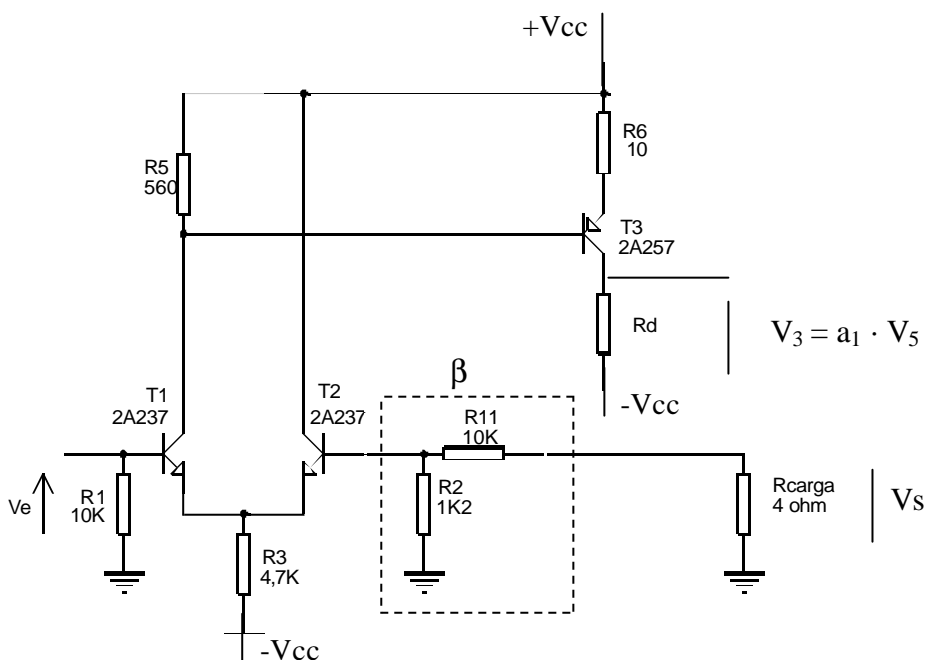 +Vcc
R6
10
R5
560
T3
2A257
Rd
V₃ = a₁ · V₅
-Vcc
β
T1
2A237
T2
2A237
R11
10K
Ve
R1
10K
R2
1K2
Rcarga
4 ohm
Vs
R3
4,7K
-Vcc